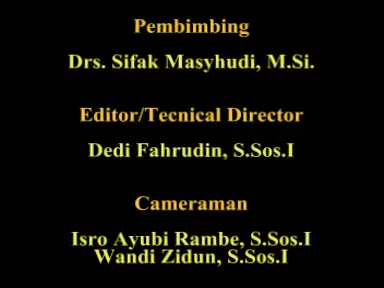 Pembimbing
Drs. Sifak Masyhudi, M.Si.
Editor/Tecnical Director
Dedi Fahrudin, S.Sos.I
Cameraman
Isro Ayubi Rambe, S.Sos.I
Wandi Zidun, S.Sos.I